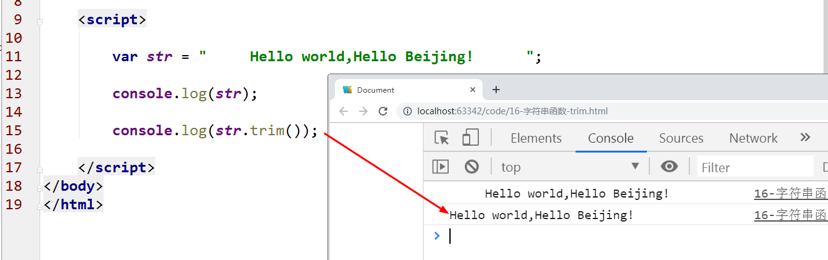 8
9 <script>
10
11 var str = "     Hello world,Hello Beijing!      ";
12
13 console.log(str);
14
15 console.log(str.trim());
16
17 </script>
18 </body>
19 </html>
Document × +
localhost:63342/code/16-字符串函数-trim.html
Elements Console Sources Network »
top ▼ Filter
Hello world,Hello Beijing! 16-字符串函
Hello world,Hello Beijing! 16-字符串函
>